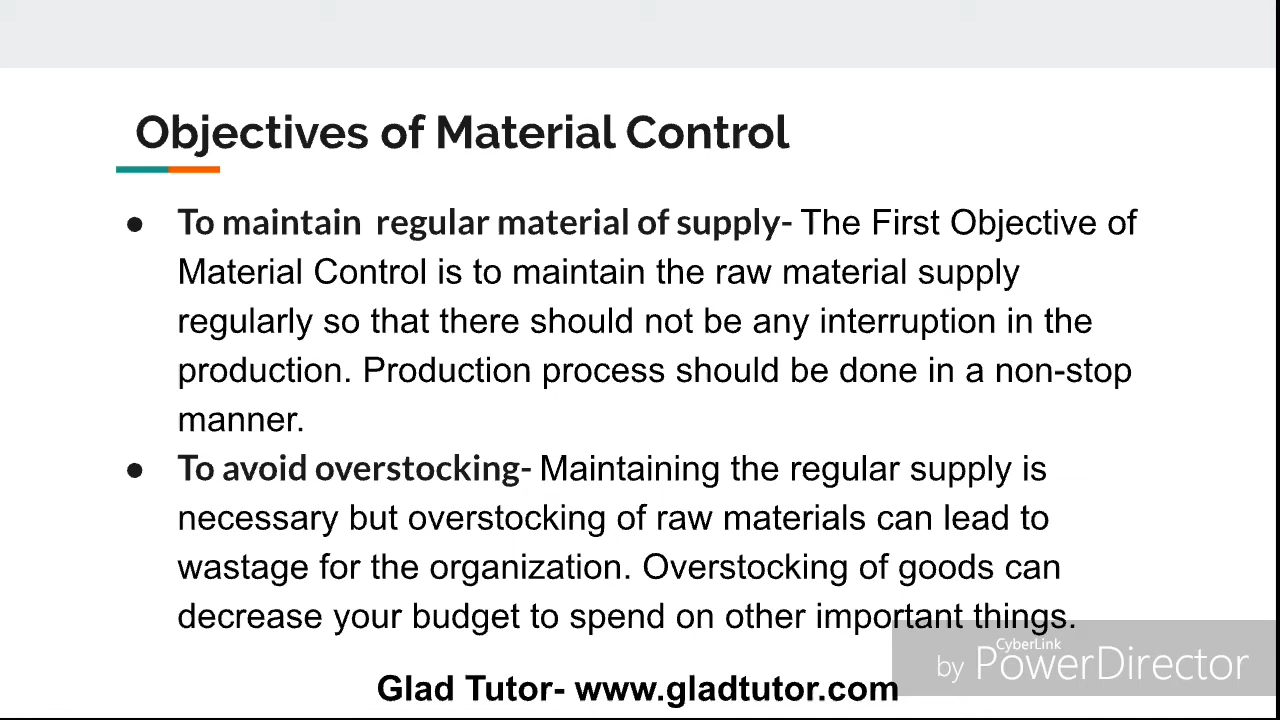 Objectives of Material Control
● To maintain regular material of supply- The First Objective of
Material Control is to maintain the raw material supply
regularly so that there should not be any interruption in the
production. Production process should be done in a non-stop
manner.
● To avoid overstocking- Maintaining the regular supply is
necessary but overstocking of raw materials can lead to
wastage for the organization. Overstocking of goods can
decrease your budget to spend on other important things.
CyberLink
by PowerDirector
Glad Tutor- www.gladtutor.com